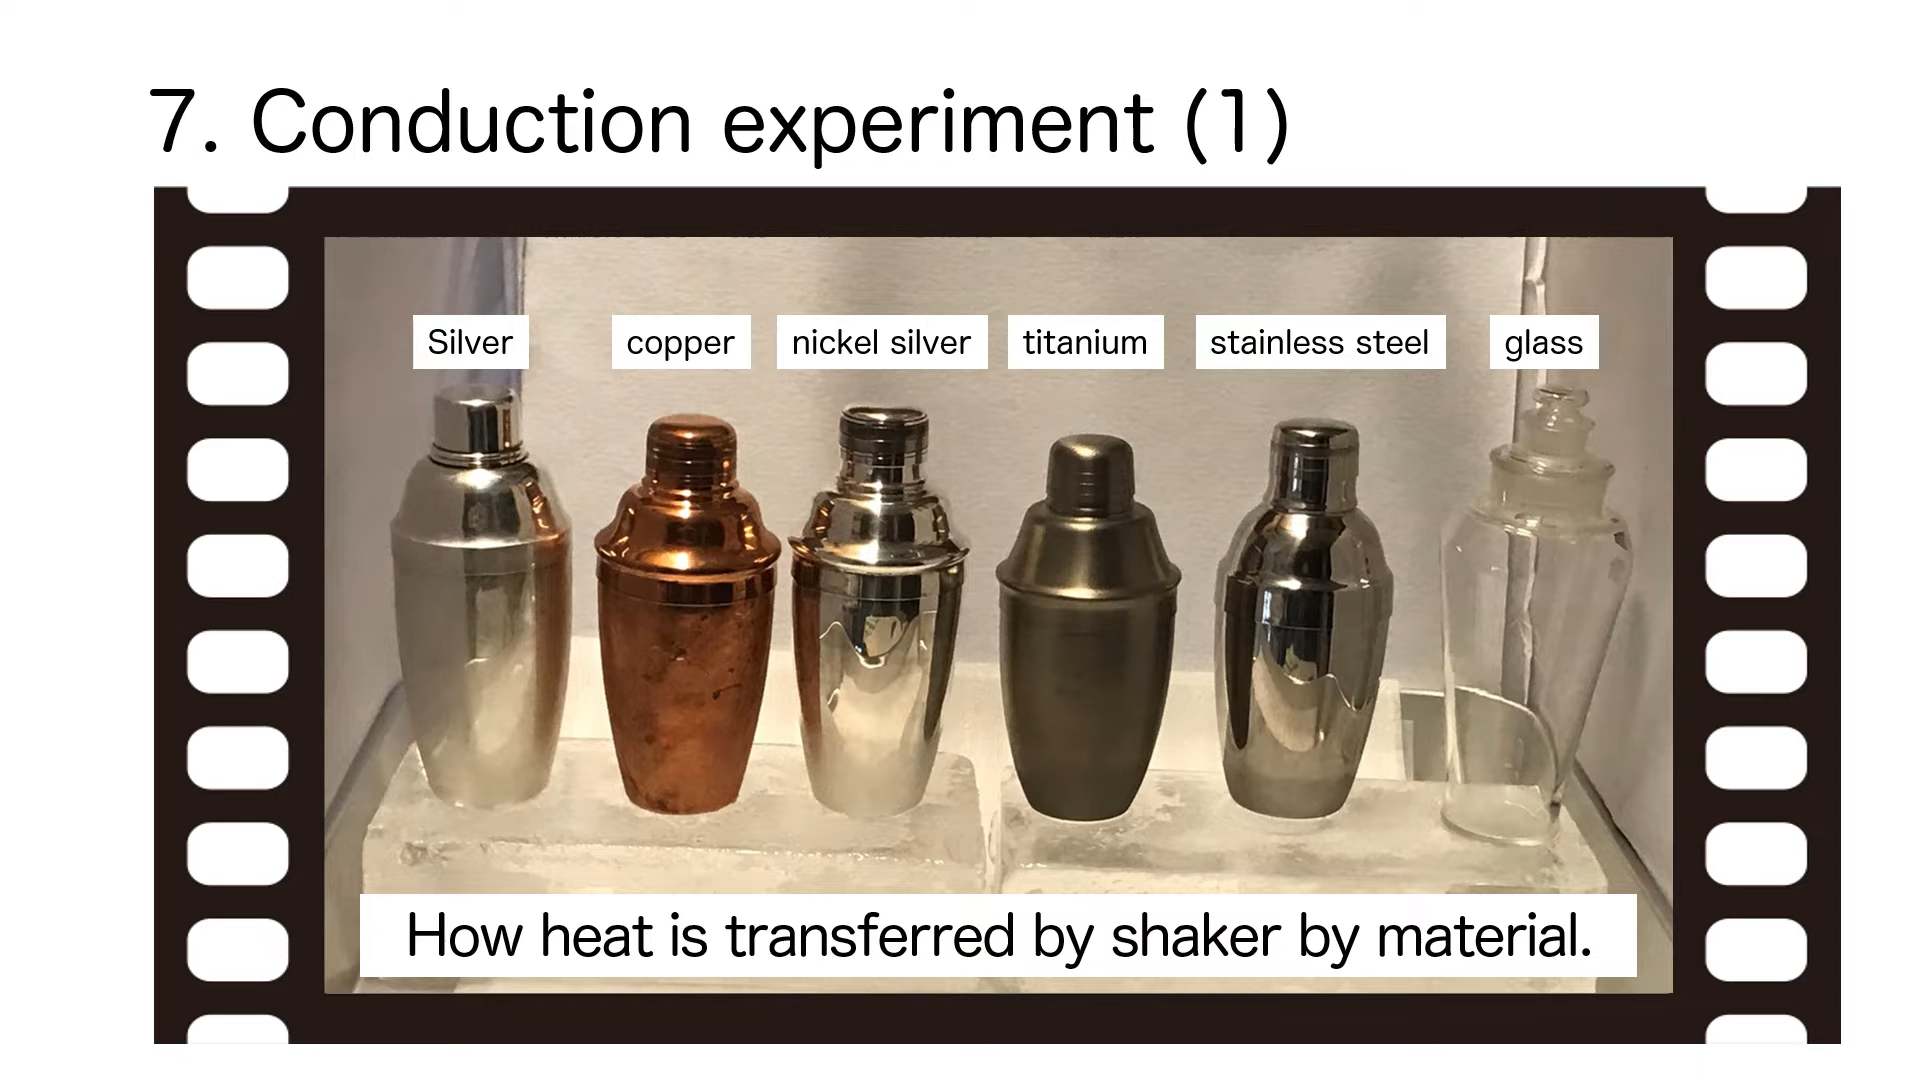 7. Conduction experiment (1)
Silver
copper
nickel silver
titanium
stainless steel
glass
How heat is transferred by shaker by material.